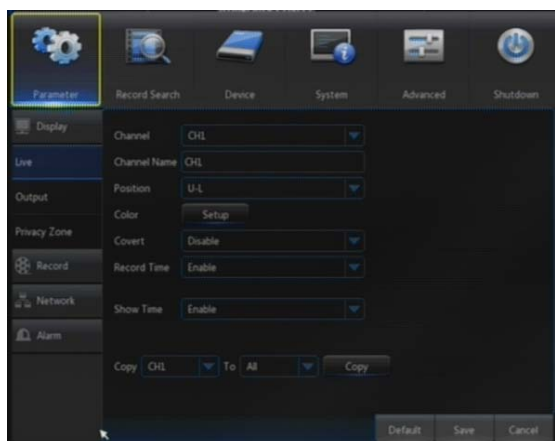 Parameter
Record Search
Device
System
Advanced
Shutdown
Display
Live
Output
Privacy Zone
Record
Network
Alarm
Channel CH1
Channel Name CH1
Position U-L
Color Setup
Covert Disable
Record Time Enable
Show Time Enable
Copy CH1 To All Copy
Default Save Cancel